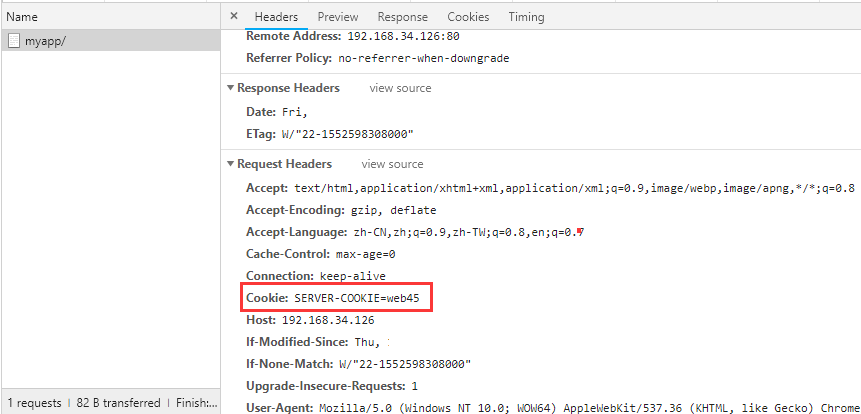 Name
× Headers Preview Response Cookies Timing
myapp/
Remote Address: 192.168.34.126:80
Referrer Policy: no-referrer-when-downgrade
Response Headers view source
Date: Fri,
ETag: W/"22-1552598308000"
Request Headers view source
Accept: text/html,application/xhtml+xml,application/xml;q=0.9,image/webp,image/apng,*/*;q=0.8
Accept-Encoding: gzip, deflate
Accept-Language: zh-CN,zh;q=0.9,zh-TW;q=0.8,en;q=0.7
Cache-Control: max-age=0
Connection: keep-alive
Cookie: SERVER-COOKIE=web45
Host: 192.168.34.126
If-Modified-Since: Thu,
If-None-Match: W/"22-1552598308000"
Upgrade-Insecure-Requests: 1
User-Agent: Mozilla/5.0 (Windows NT 10.0; WOW64) AppleWebKit/537.36 (KHTML, like Gecko) Chrome
1 requests | 82 B transferred | Finish:...